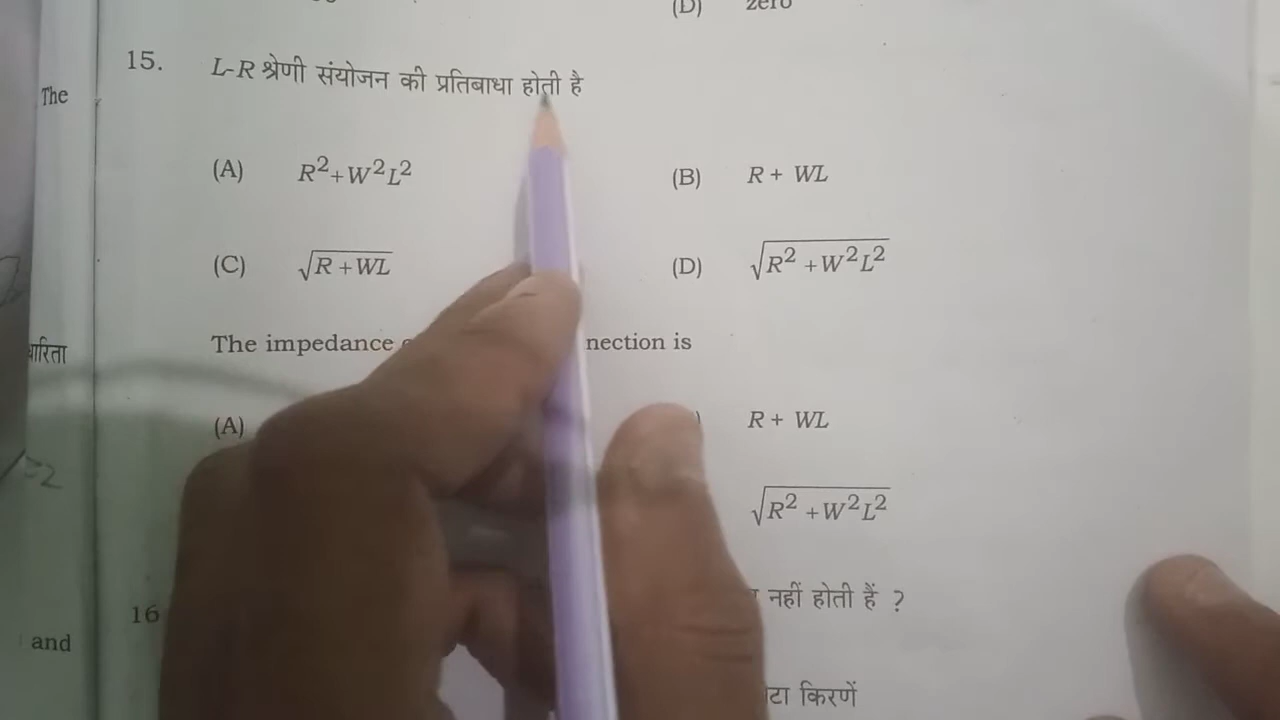 (D) zero
15. L-R श्रेणी संयोजन की प्रतिबाधा होती है
The
(A) R²+W²L² (B) R + WL
(C) √R+WL (D) √R²+W²L²
The impedance nection is
धारिता
(A) R + WL
=2
√R²+W²L²
16 नहीं होती हैं ?
and
किरणें